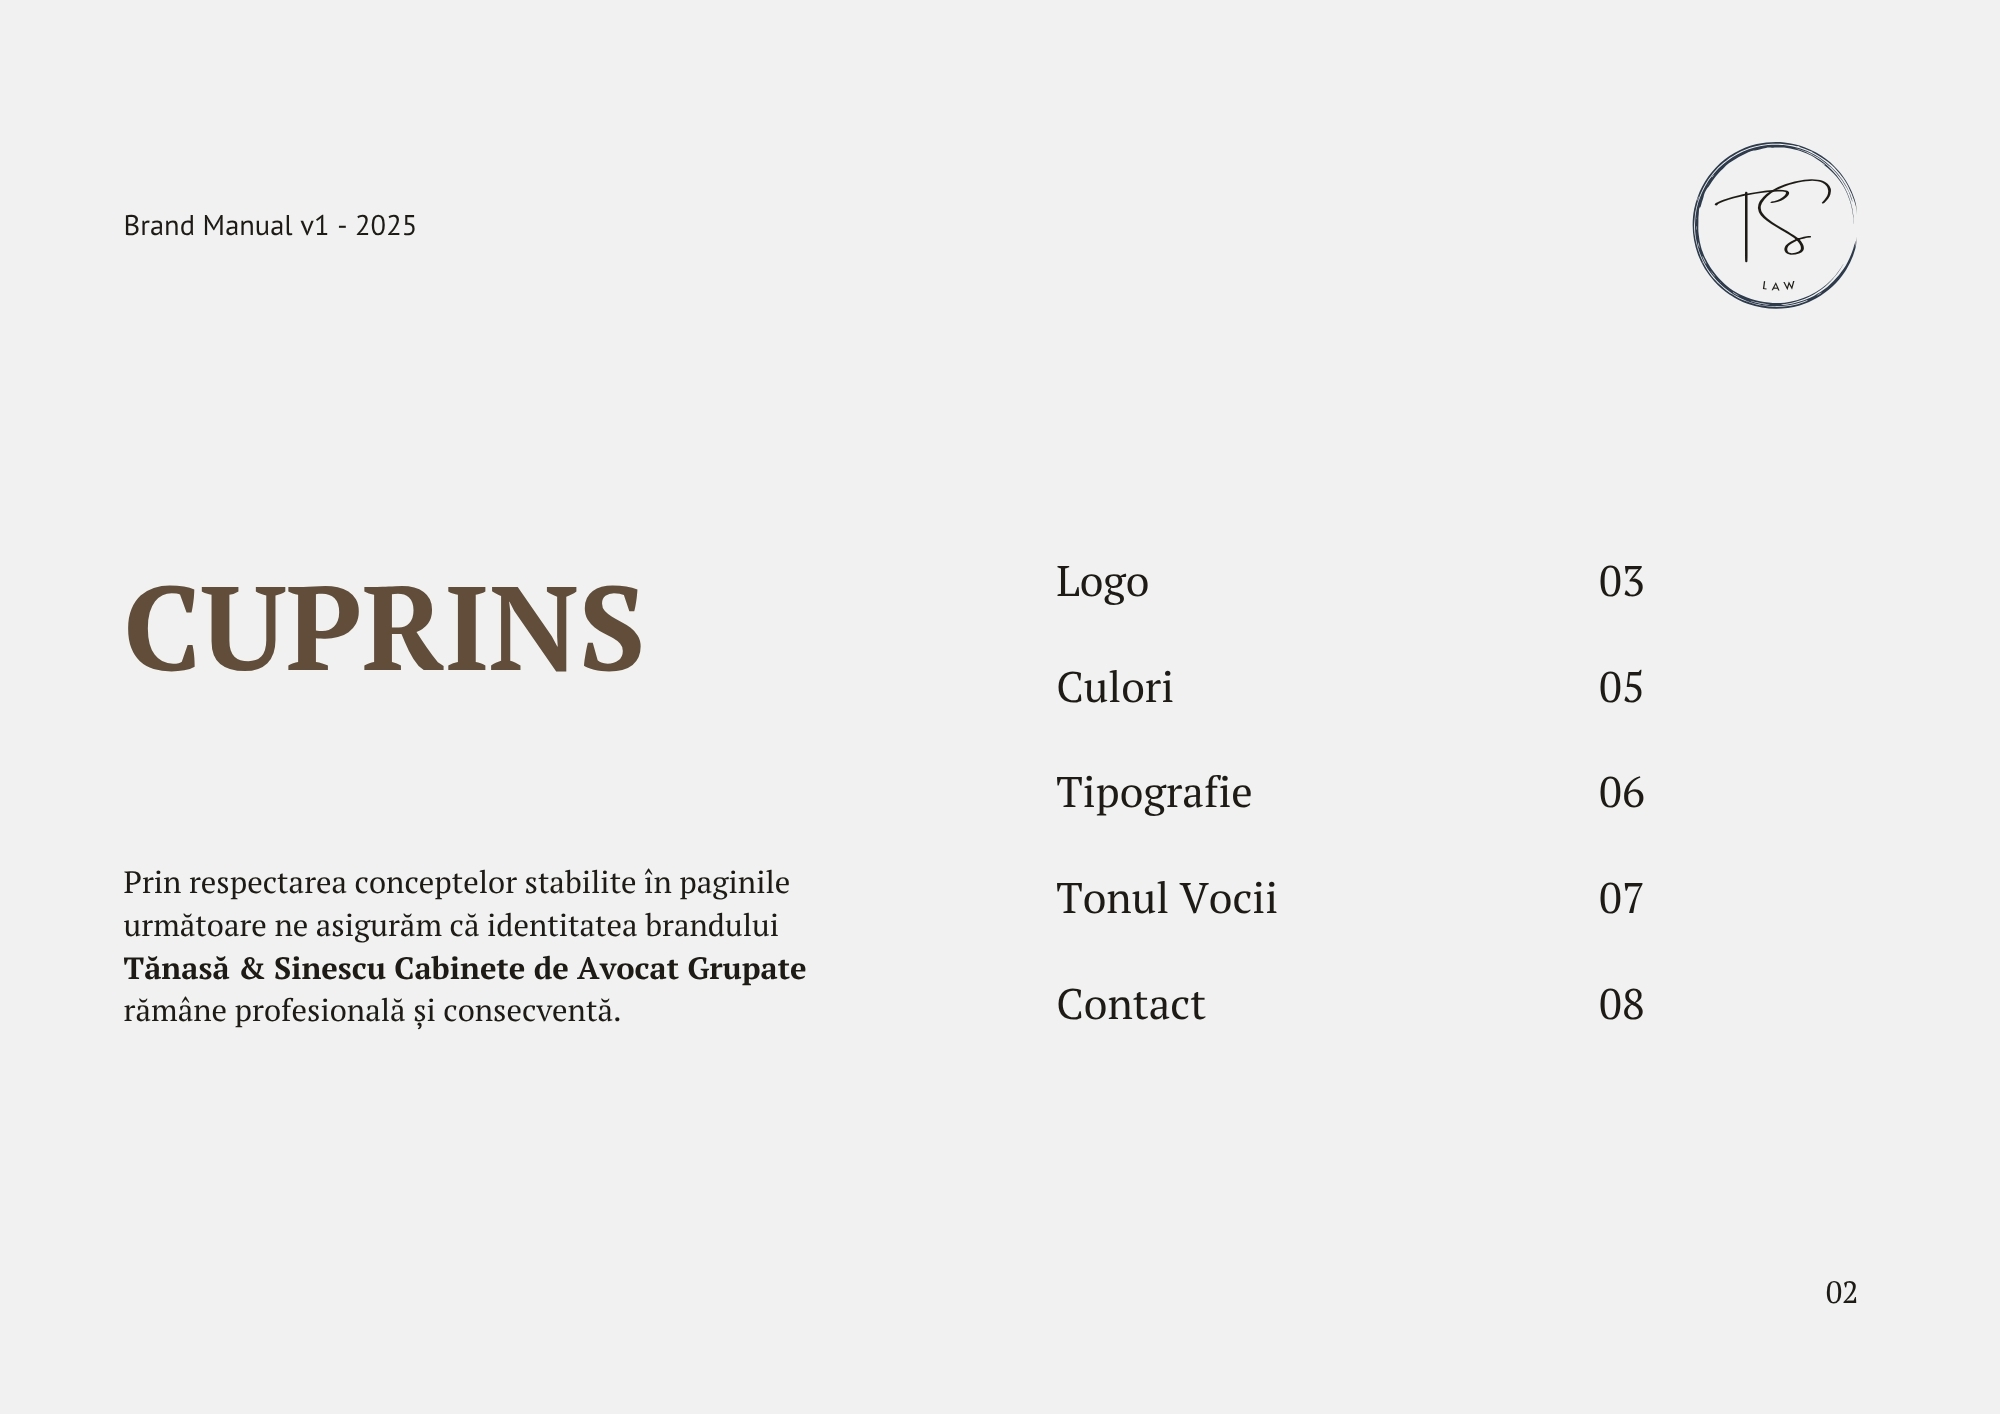 Brand Manual v1 - 2025
TS
LAW
CUPRINS
Prin respectarea conceptelor stabilite în paginile
următoare ne asigurăm că identitatea brandului
Tănasă & Sinescu Cabinete de Avocat Grupate
rămâne profesională și consecventă.
Logo 03
Culori 05
Tipografie 06
Tonul Vocii 07
Contact 08
02